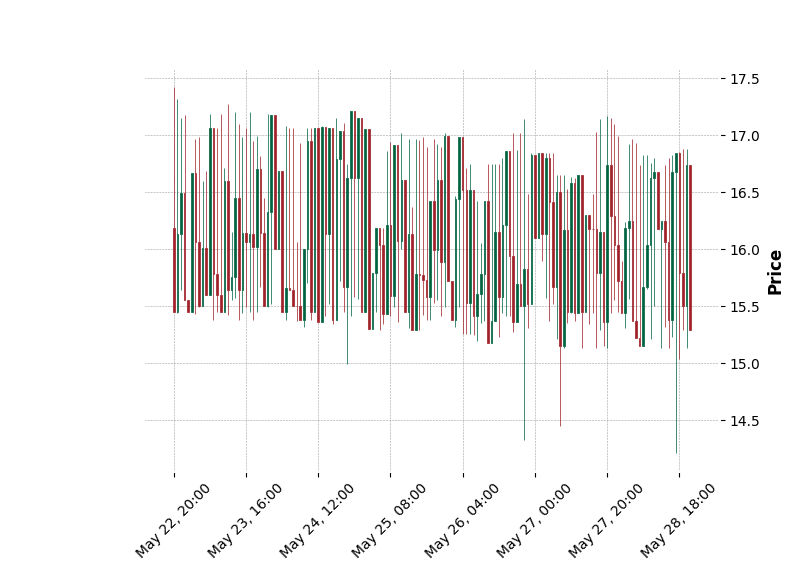 17.5
17.0
16.5
16.0
15.5
15.0
14.5
Price
May 22, 20:00
May 23, 16:00
May 24, 12:00
May 25, 08:00
May 26, 04:00
May 27, 00:00
May 27, 20:00
May 28, 18:00